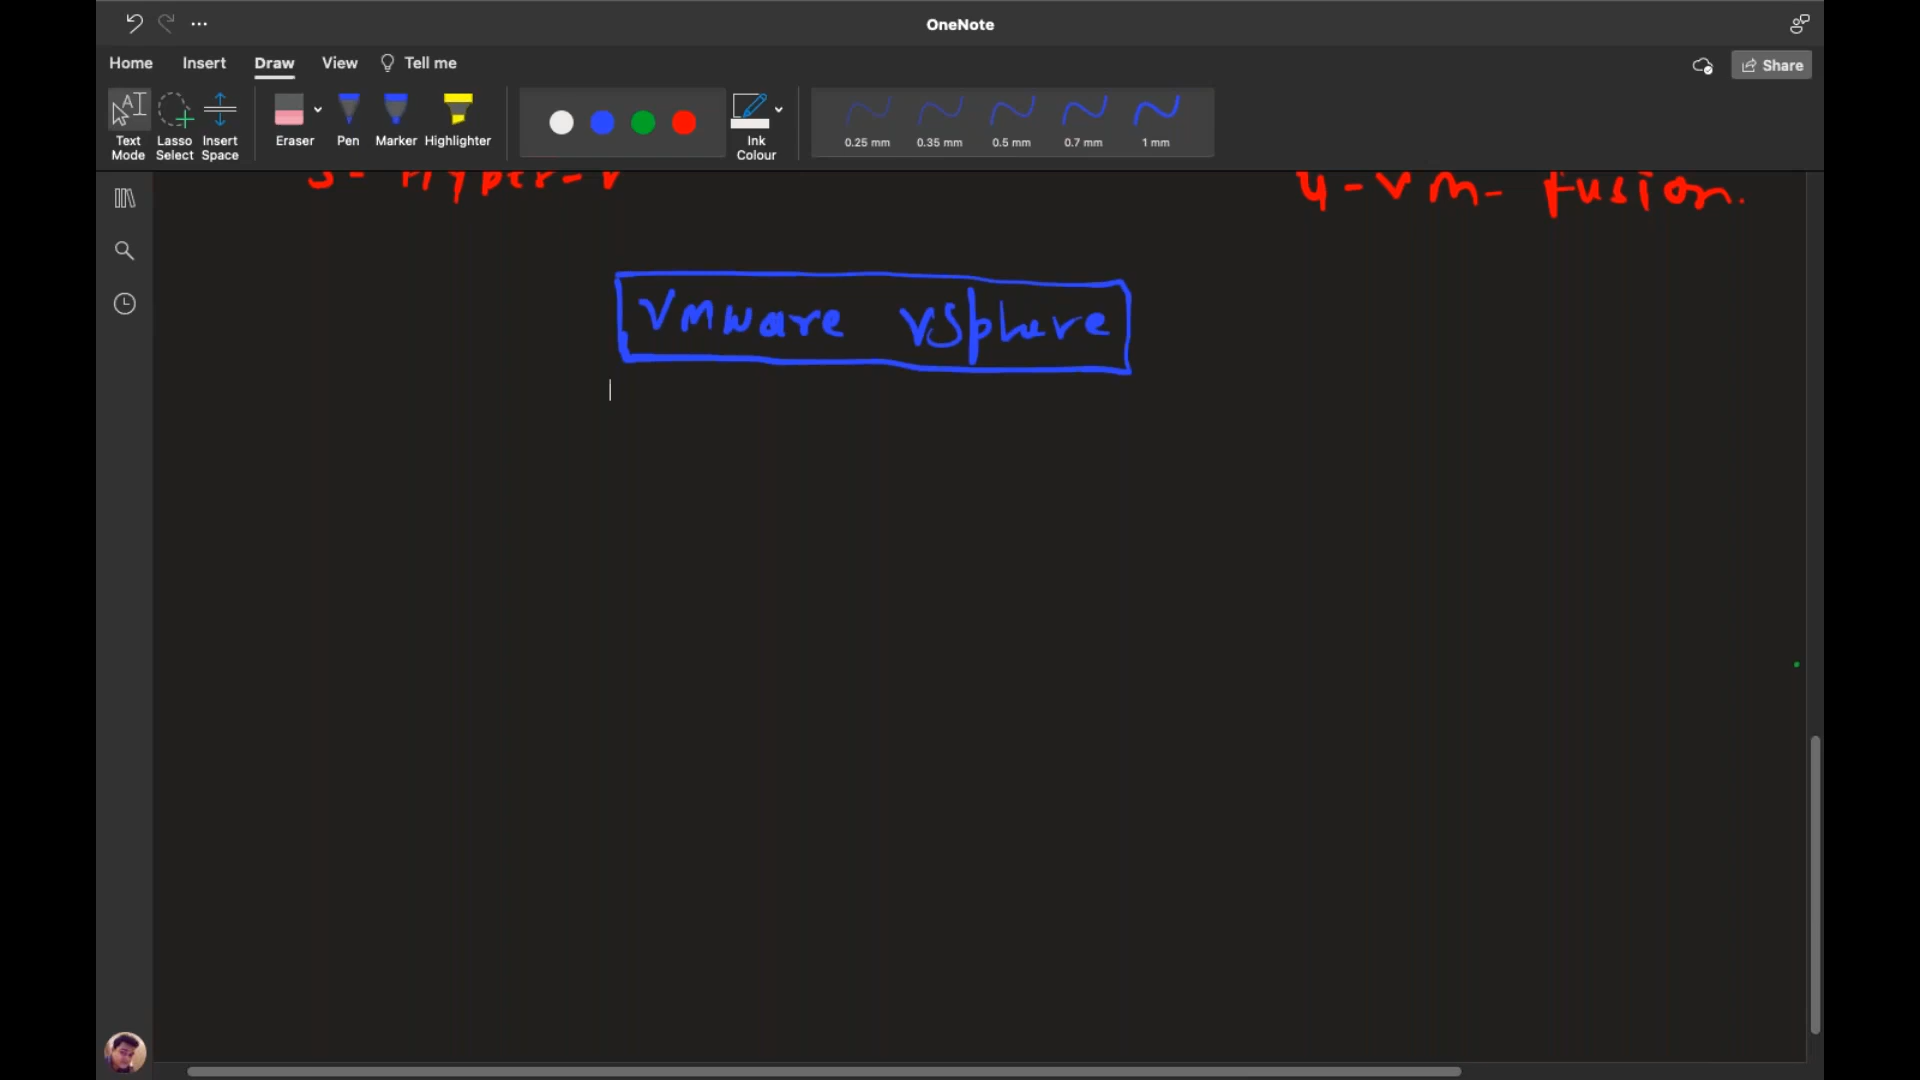 OneNote
Home Insert Draw View Tell me
Share
Text Mode
Lasso Select
Insert Space
Eraser
Pen
Marker
Highlighter
Ink Colour
0.25 mm
0.35 mm
0.5 mm
0.7 mm
1 mm
3- Hyper-V
4-VM- Fusion.
VMware vSphere